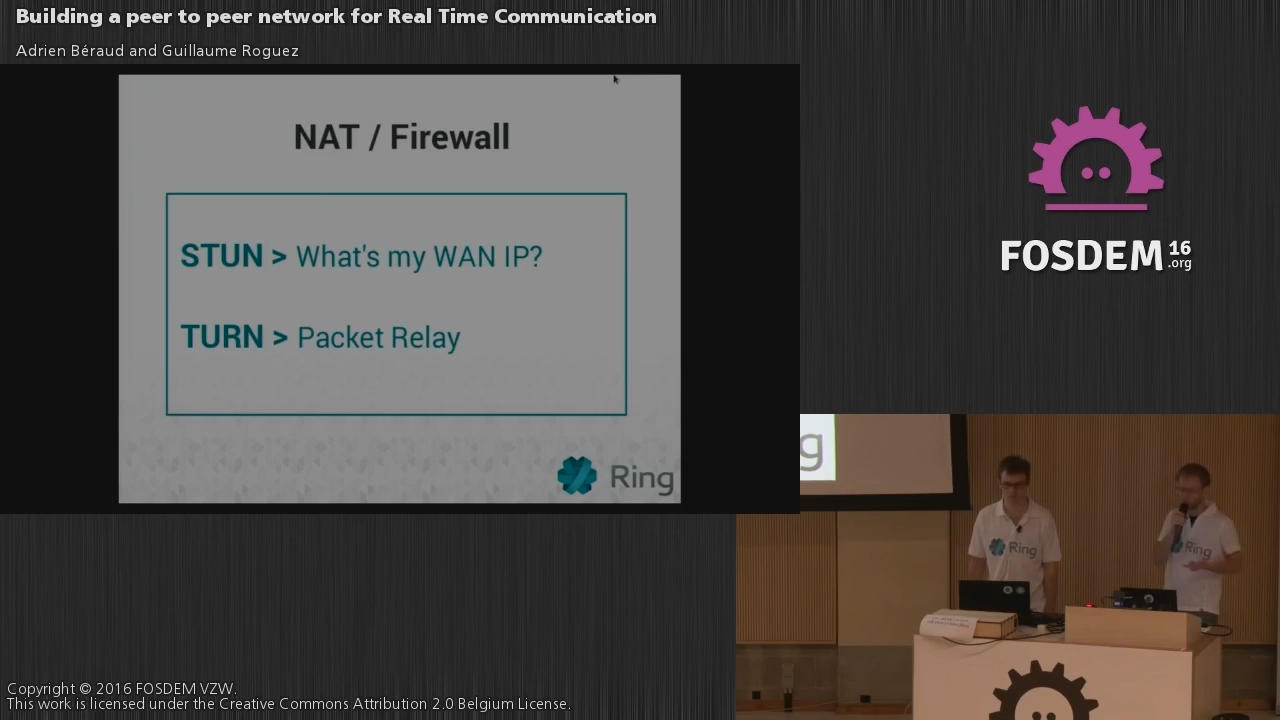 Building a peer to peer network for Real Time Communication
Adrien Béraud and Guillaume Roguez
NAT / Firewall
STUN > What's my WAN IP?
TURN > Packet Relay
Ring
FOSDEM 16
.org
g
Ring
Ring
Copyright © 2016 FOSDEM VZW.
This work is licensed under the Creative Commons Attribution 2.0 Belgium License.